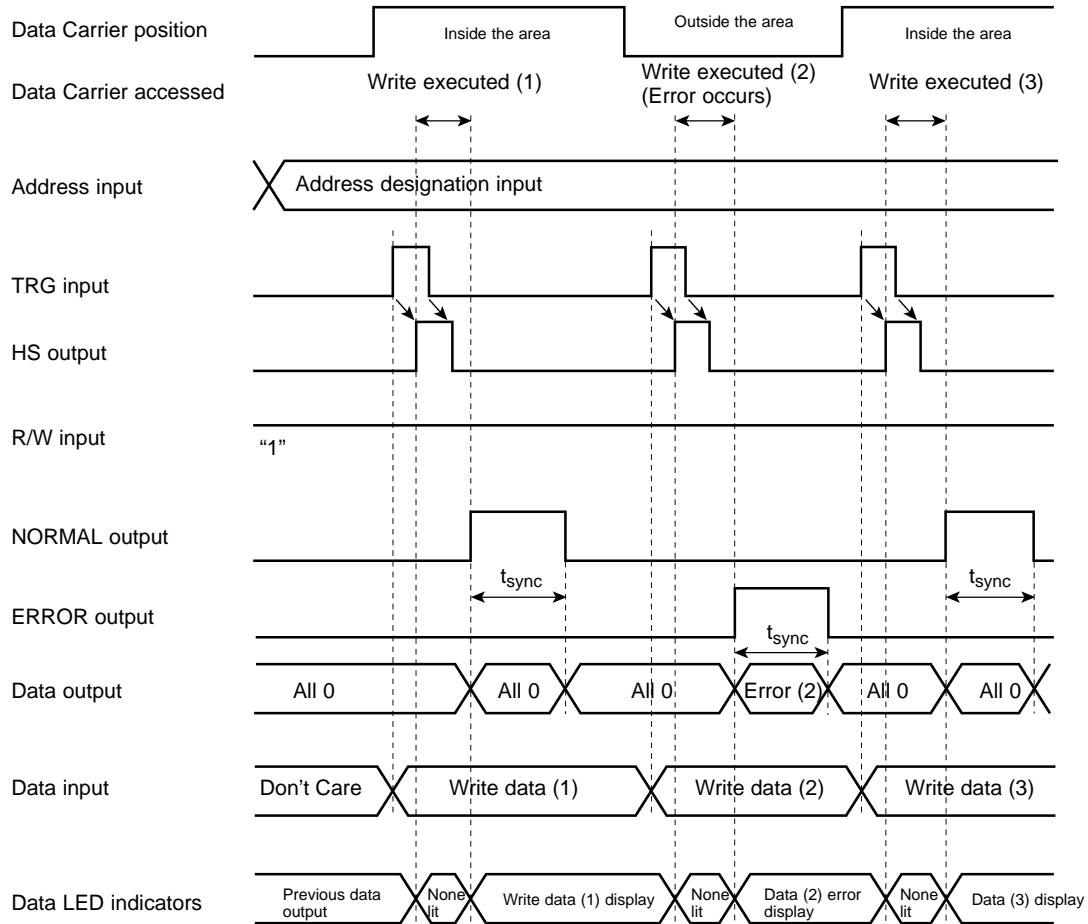 Data Carrier position
Inside the area
Outside the area
Inside the area
Data Carrier accessed
Write executed (1)
Write executed (2)
(Error occurs)
Write executed (3)
Address input
Address designation input
TRG input
HS output
R/W input
“1”
NORMAL output
tsync
tsync
ERROR output
tsync
Data output
All 0
All 0
All 0
Error (2)
All 0
All 0
Data input
Don't Care
Write data (1)
Write data (2)
Write data (3)
Data LED indicators
Previous data
output
None
lit
Write data (1) display
None
lit
Data (2) error
display
None
lit
Data (3) display